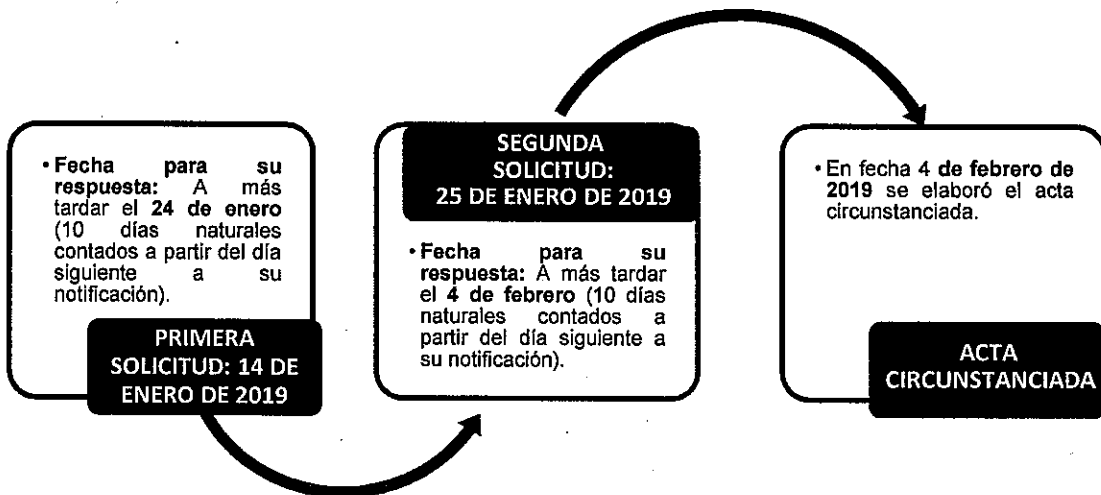 • Fecha para su
respuesta: A más
tardar el 24 de enero
(10 días naturales
contados a partir del día
siguiente a su
notificación).
PRIMERA
SOLICITUD: 14 DE
ENERO DE 2019
SEGUNDA
SOLICITUD:
25 DE ENERO DE 2019
• Fecha para su
respuesta: A más tardar
el 4 de febrero (10 días
naturales contados a
partir del día siguiente a
su notificación).
• En fecha 4 de febrero de
2019 se elaboró el acta
circunstanciada.
ACTA
CIRCUNSTANCIADA